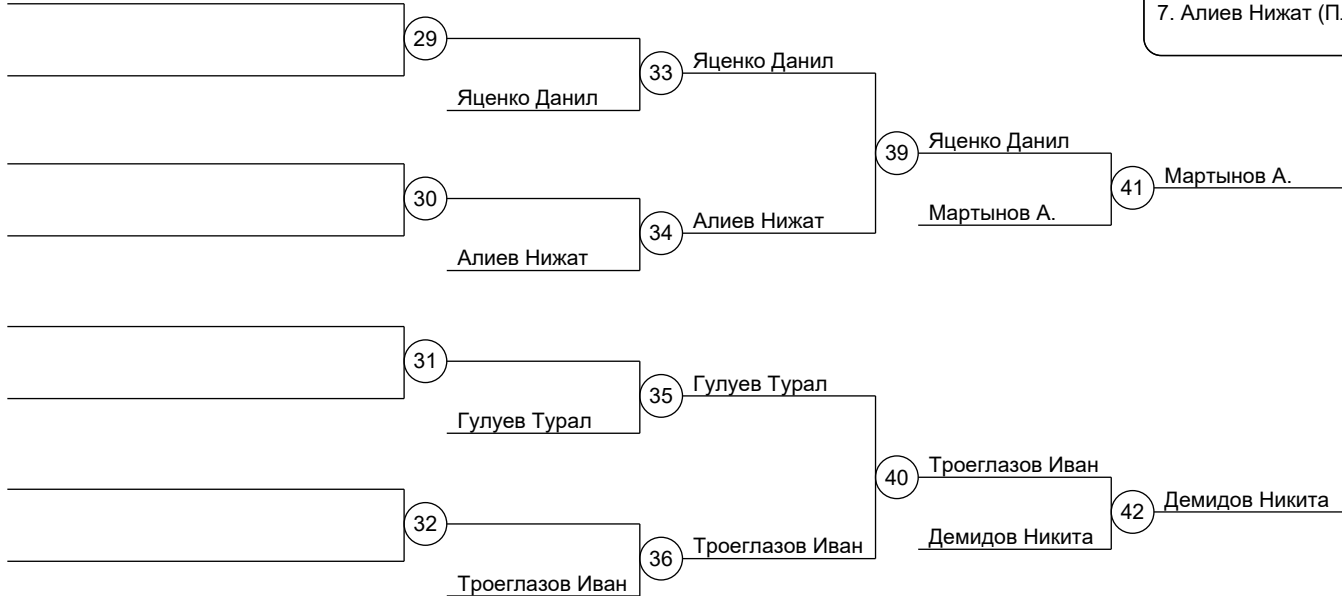 7. Алиев Нижат (П
29
33
Яценко Данил
Яценко Данил
39
Яценко Данил
41
Мартынов А.
30
34
Алиев Нижат
Мартынов А.
Алиев Нижат
31
35
Гулуев Турал
Гулуев Турал
40
Троеглазов Иван
42
Демидов Никита
32
36
Троеглазов Иван
Демидов Никита
Троеглазов Иван